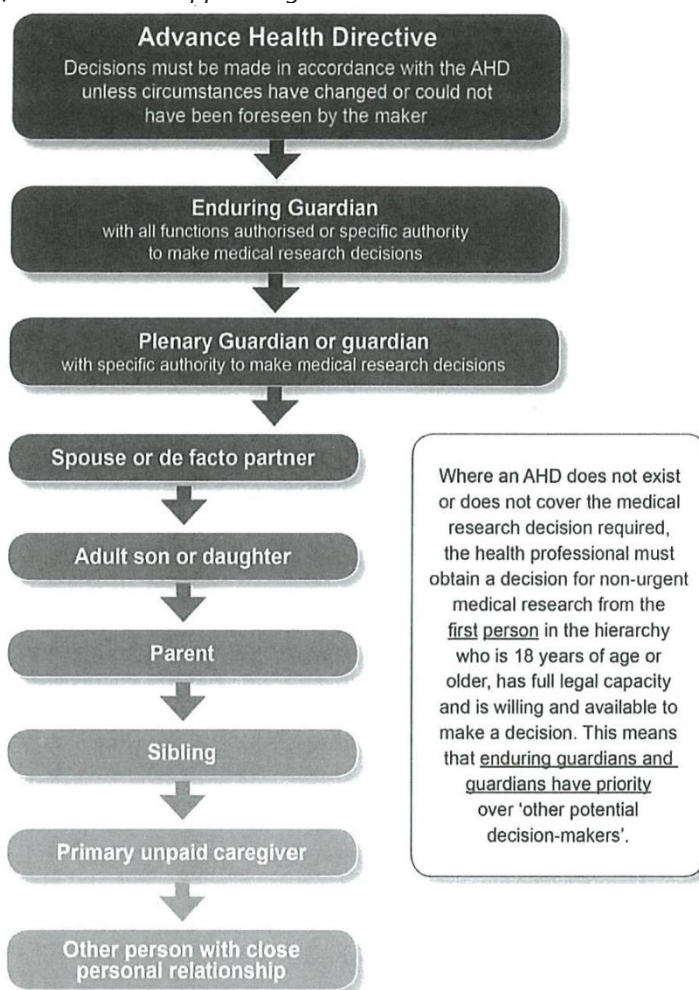 Advance Health Directive
Decisions must be made in accordance with the AHD
unless circumstances have changed or could not
have been foreseen by the maker
Enduring Guardian
with all functions authorised or specific authority
to make medical research decisions
Plenary Guardian or guardian
with specific authority to make medical research decisions
Spouse or de facto partner
Adult son or daughter
Parent
Sibling
Primary unpaid caregiver
Other person with close
personal relationship
Where an AHD does not exist
or does not cover the medical
research decision required,
the health professional must
obtain a decision for non-urgent
medical research from the
first person in the hierarchy
who is 18 years of age or
older, has full legal capacity
and is willing and available to
make a decision. This means
that enduring guardians and
guardians have priority
over 'other potential
decision-makers'.